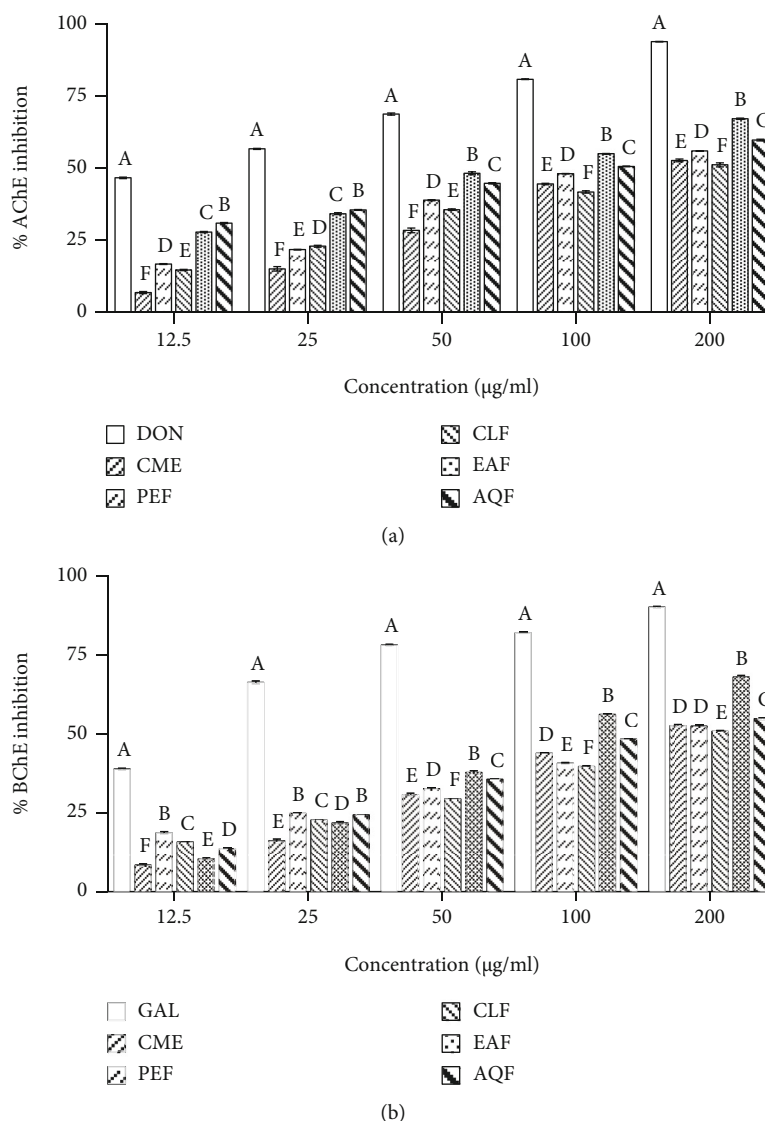 100
75
50
25
0
% AChE inhibition
A F D E C B
A F E D C B
A F D E B C
A E D F B C
A E D F B C
12.5 25 50 100 200
Concentration (μg/ml)
DON CLF
CME EAF
PEF AQF
(a)
100
75
50
25
0
% BChE inhibition
A F B C E D
A E B C D B
A E D F B C
A D E F B C
A D D E B C
12.5 25 50 100 200
Concentration (μg/ml)
GAL CLF
CME EAF
PEF AQF
(b)